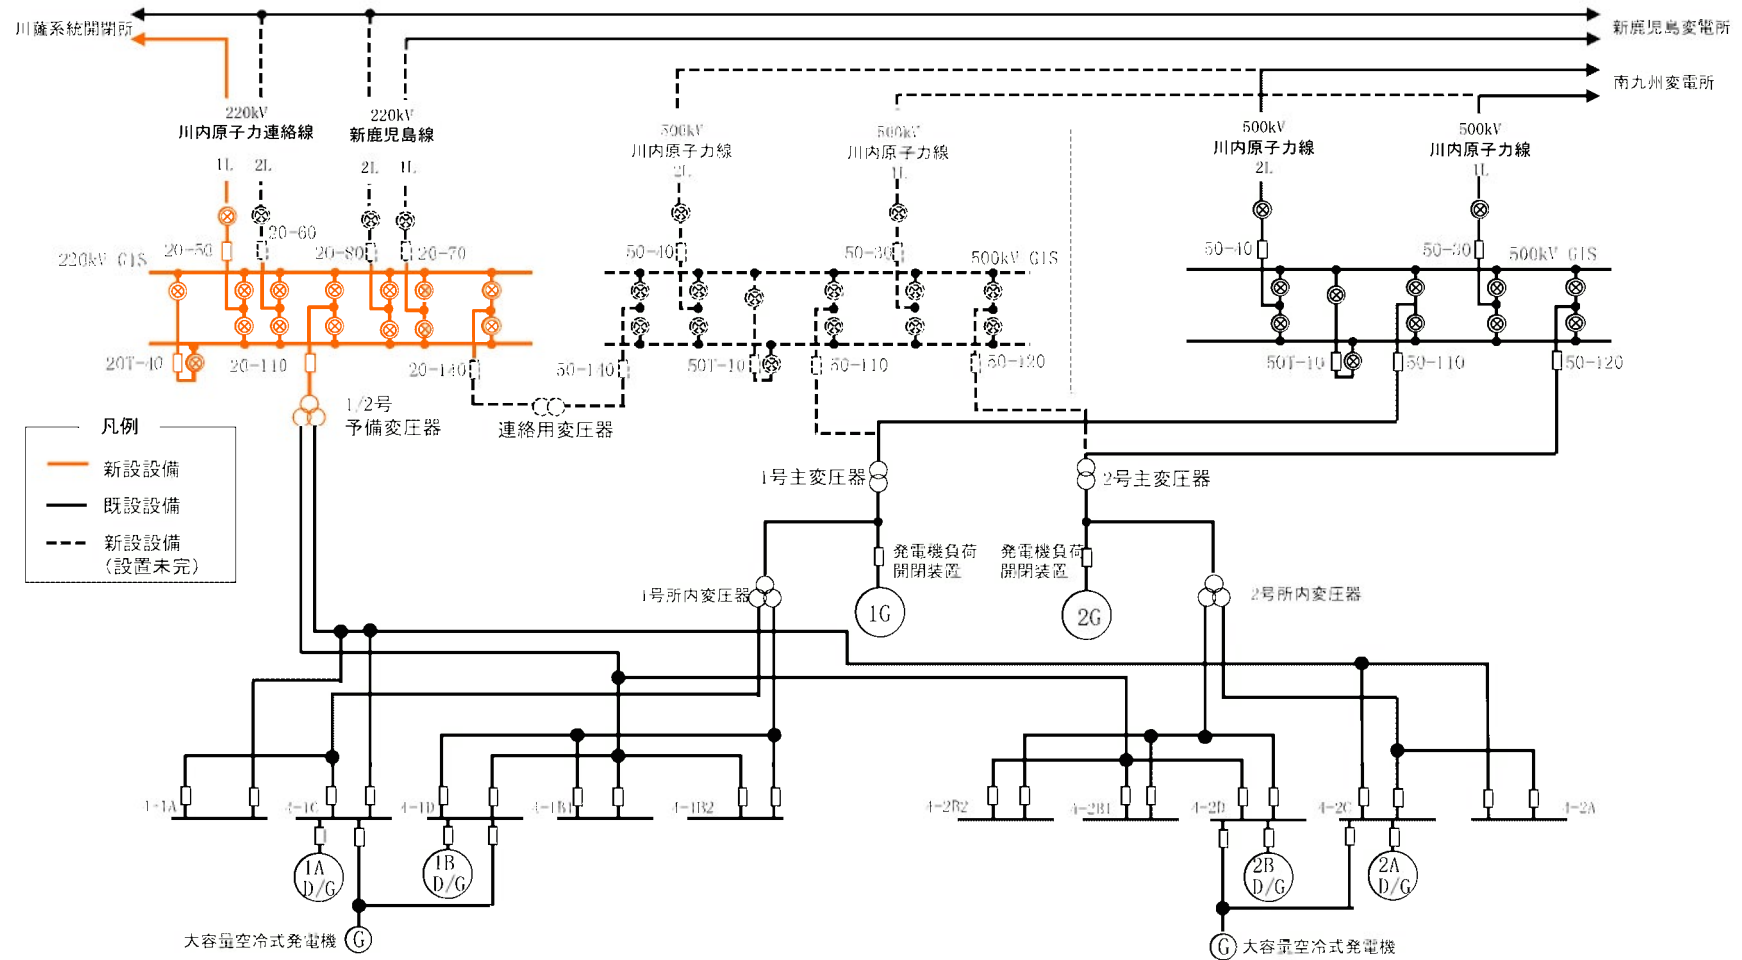 川薩系統開閉所
新鹿児島変電所
南九州変電所
220kV
川内原子力連絡線
1L 2L
220kV
新鹿児島線
2L 1L
500kV
川内原子力線
2L
500kV
川内原子力線
1L
500kV
川内原子力線
2L
500kV
川内原子力線
1L
20-50
20-60
20-80
20-70
220kV GIS
50-40
50-30
500kV GIS
50-40
50-30
500kV GIS
20T-40
20-110
20-140
50-140
50T-10
50-110
50-120
50T-10
50-110
50-120
1/2号
予備変圧器
連絡用変圧器
凡例
新設設備
既設設備
新設設備
(設置未完)
1号主変圧器
2号主変圧器
発電機負荷
開閉装置
発電機負荷
開閉装置
1号所内変圧器
1G
2G
2号所内変圧器
4-1A
4-1C
4-1D
4-1B1
4-1B2
4-2B2
4-2B1
4-2D
4-2C
4-2A
1A
D/G
1B
D/G
2B
D/G
2A
D/G
大容量空冷式発電機 G
G 大容量空冷式発電機